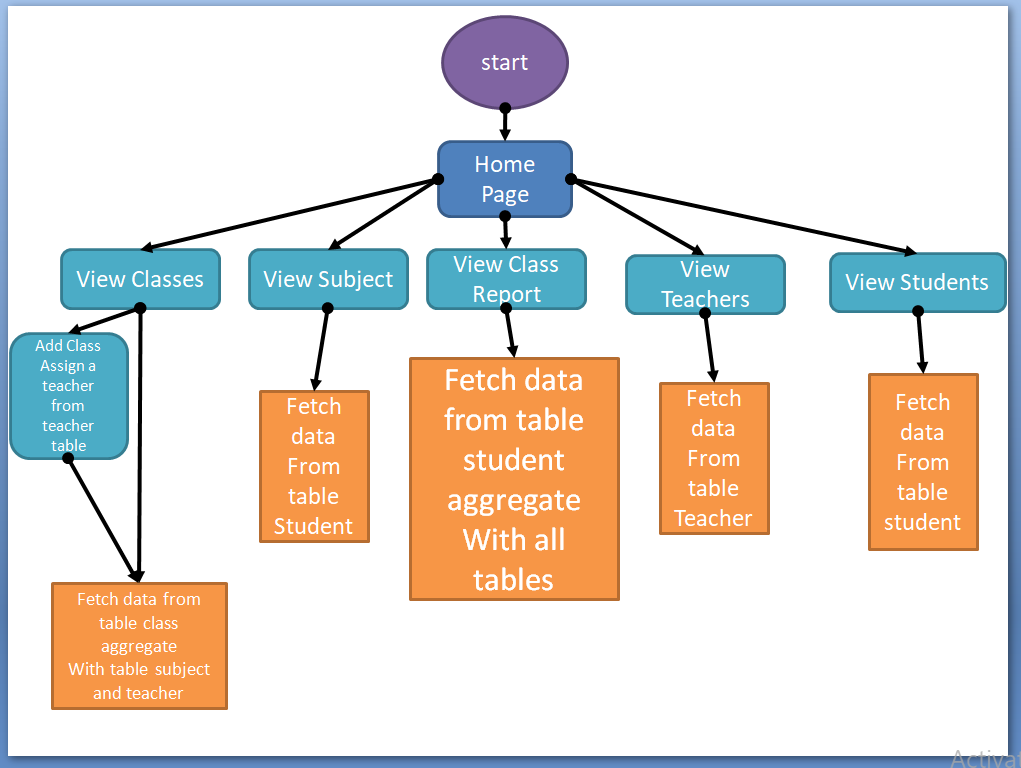 start
Home
Page
View Classes
View Subject
View Class
Report
View
Teachers
View Students
Add Class
Assign a
teacher
from
teacher
table
Fetch data
from table
student
aggregate
With all
tables
Fetch
data
From
table
Student
Fetch
data
From
table
Teacher
Fetch
data
From
table
student
Fetch data from
table class
aggregate
With table subject
and teacher